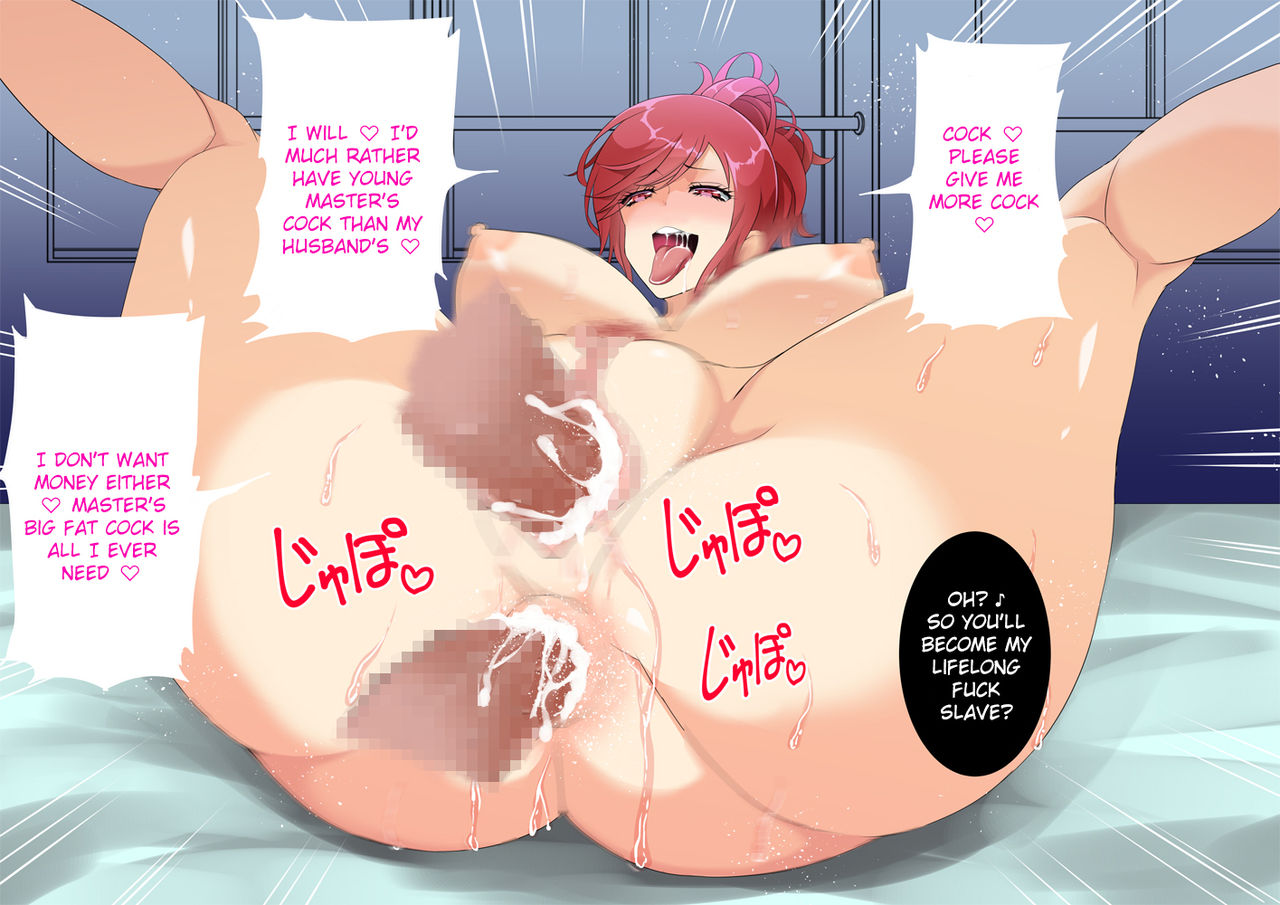 I WILL ♡ I'D
MUCH RATHER
HAVE YOUNG
MASTER'S
COCK THAN MY
HUSBAND'S ♡
COCK ♡
PLEASE
GIVE ME
MORE COCK
♡
I DON'T WANT
MONEY EITHER
♡ MASTER'S
BIG FAT COCK IS
ALL I EVER
NEED ♡
じゅぽ♡
じゅぽ♡
じゅぽ♡
OH? ♪
SO YOU'LL
BECOME MY
LIFELONG
FUCK
SLAVE?